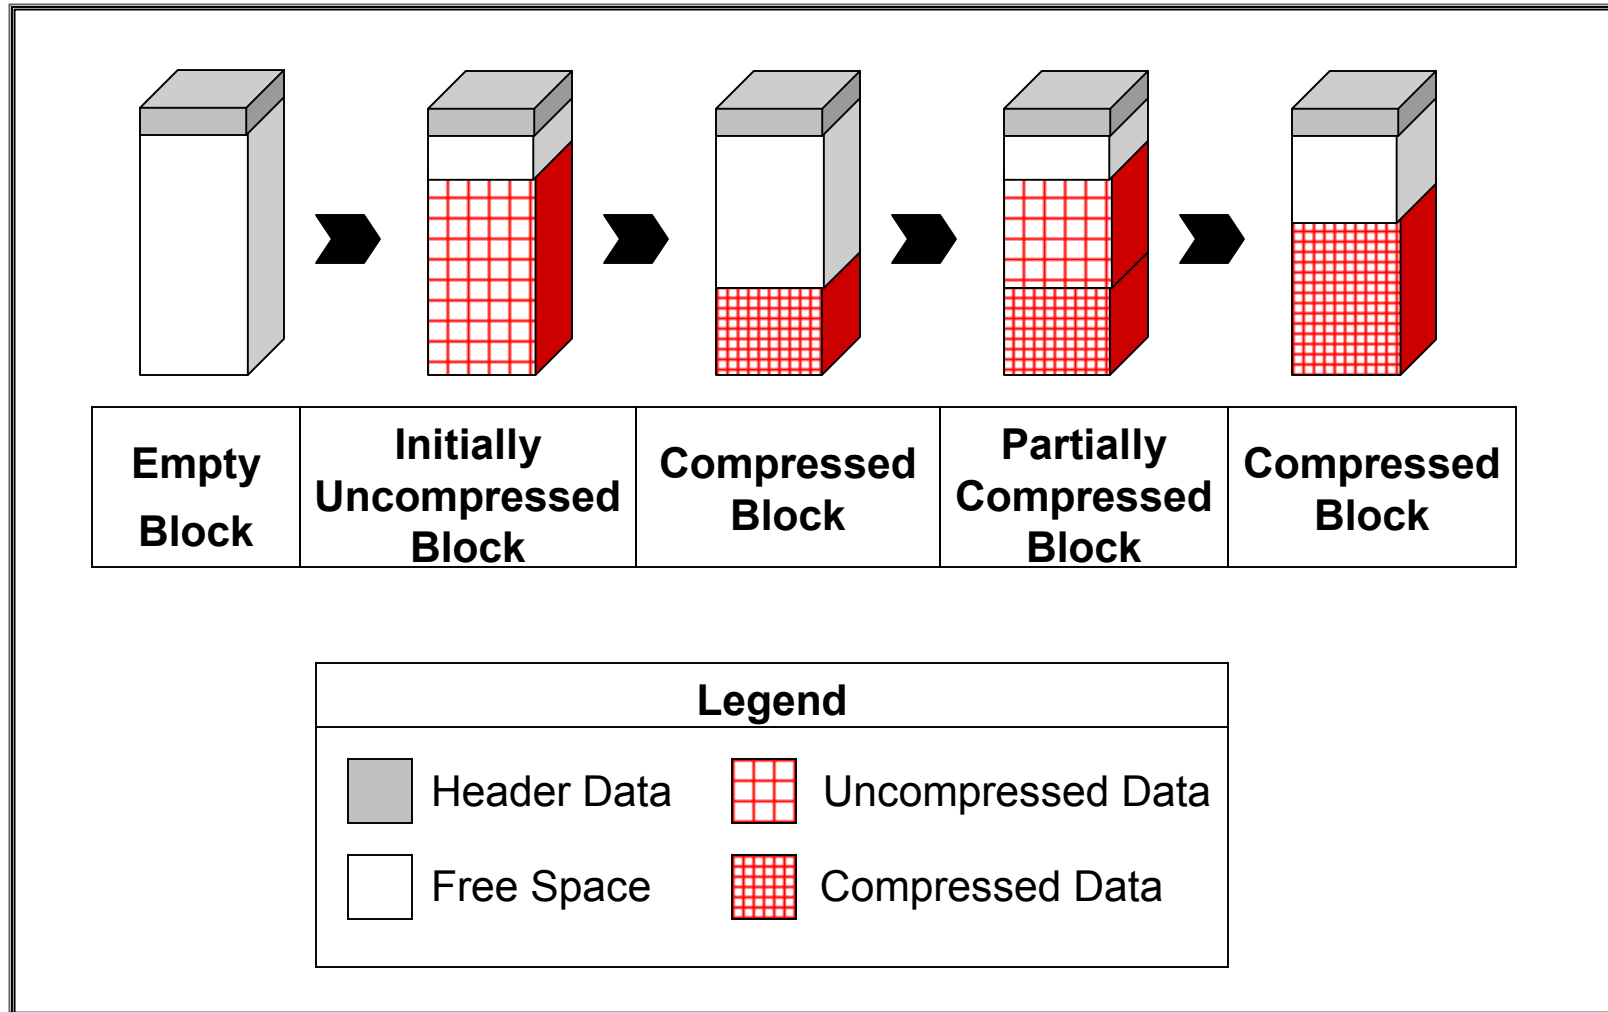 Empty
Block
Initially
Uncompressed
Block
Compressed
Block
Partially
Compressed
Block
Compressed
Block
Legend
Header Data
Uncompressed Data
Free Space
Compressed Data